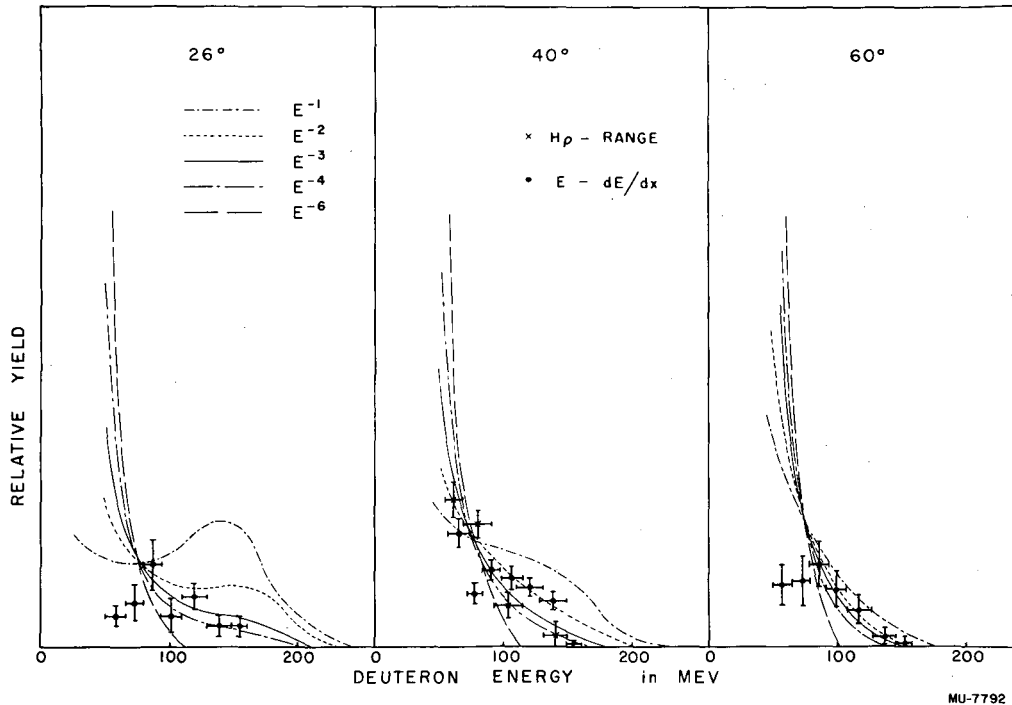 26°
40°
60°
E⁻¹
E⁻²
E⁻³
E⁻⁴
E⁻⁶
× Hρ – RANGE
• E – dE/dx
RELATIVE YIELD
0 100 200 0 100 200 0 100 200
DEUTERON ENERGY in MEV
MU-7792